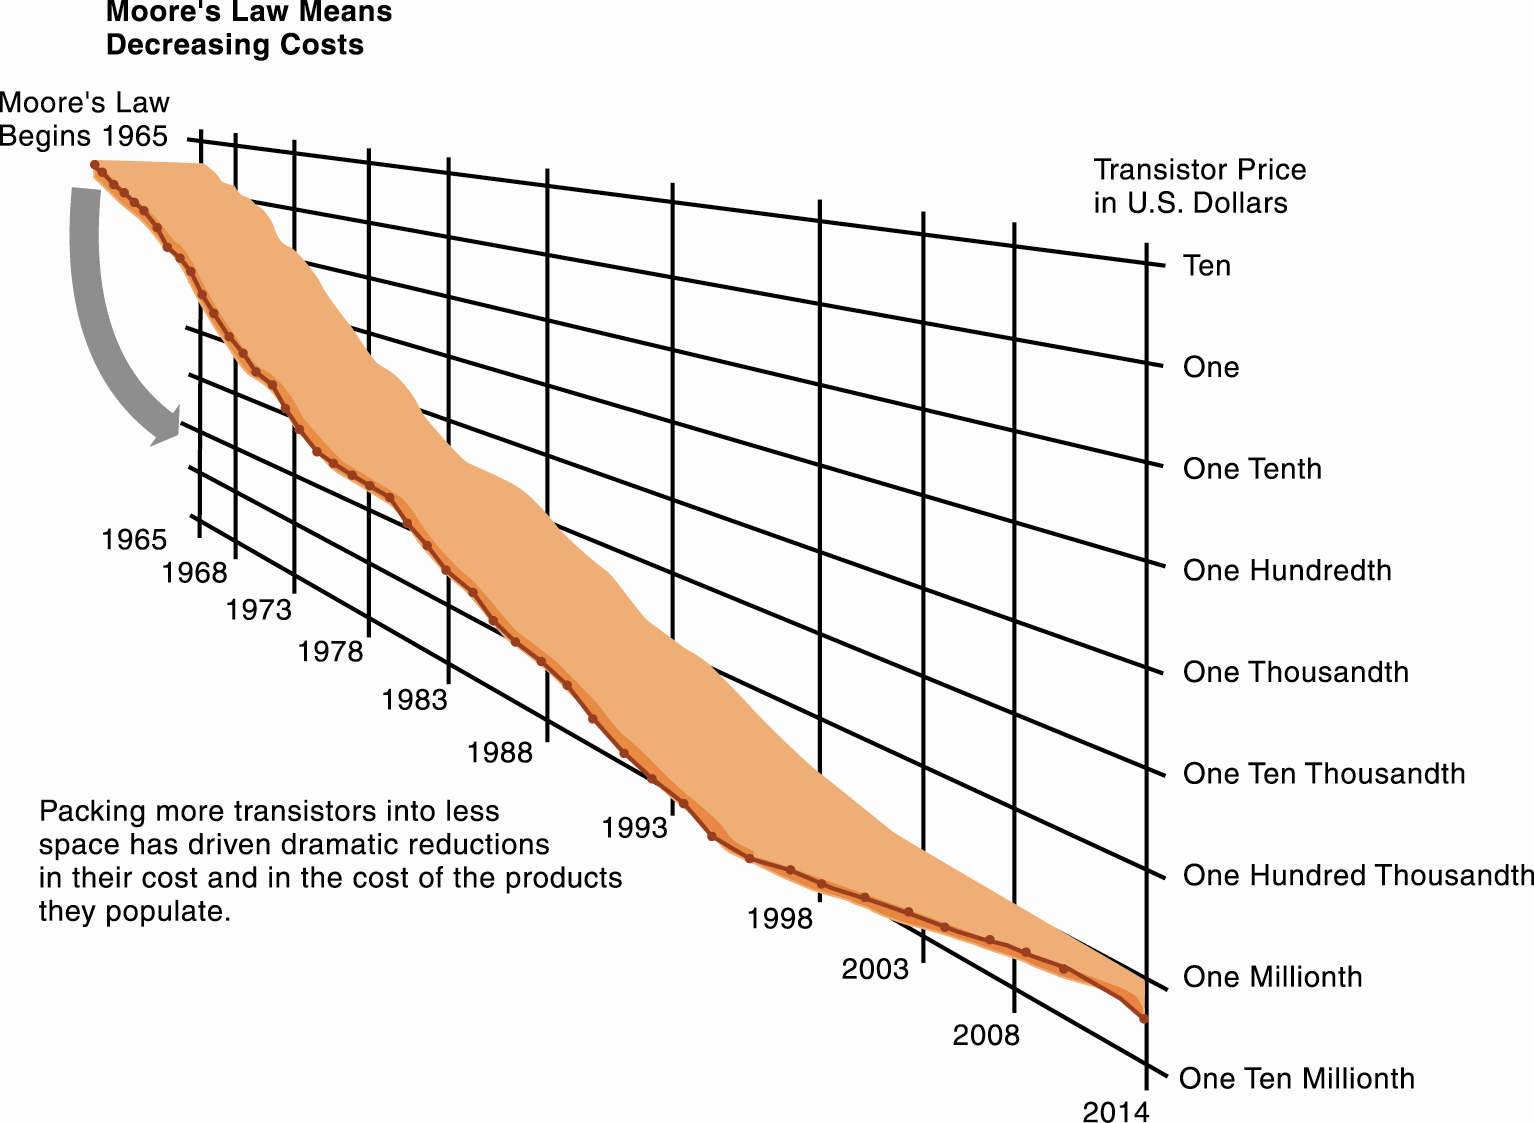 Moore's Law Means
Decreasing Costs
Moore's Law
Begins 1965
Transistor Price
in U.S. Dollars
Ten
One
One Tenth
One Hundredth
One Thousandth
One Ten Thousandth
One Hundred Thousandth
One Millionth
One Ten Millionth
1965
1968
1973
1978
1983
1988
1993
1998
2003
2008
2014
Packing more transistors into less
space has driven dramatic reductions
in their cost and in the cost of the products
they populate.